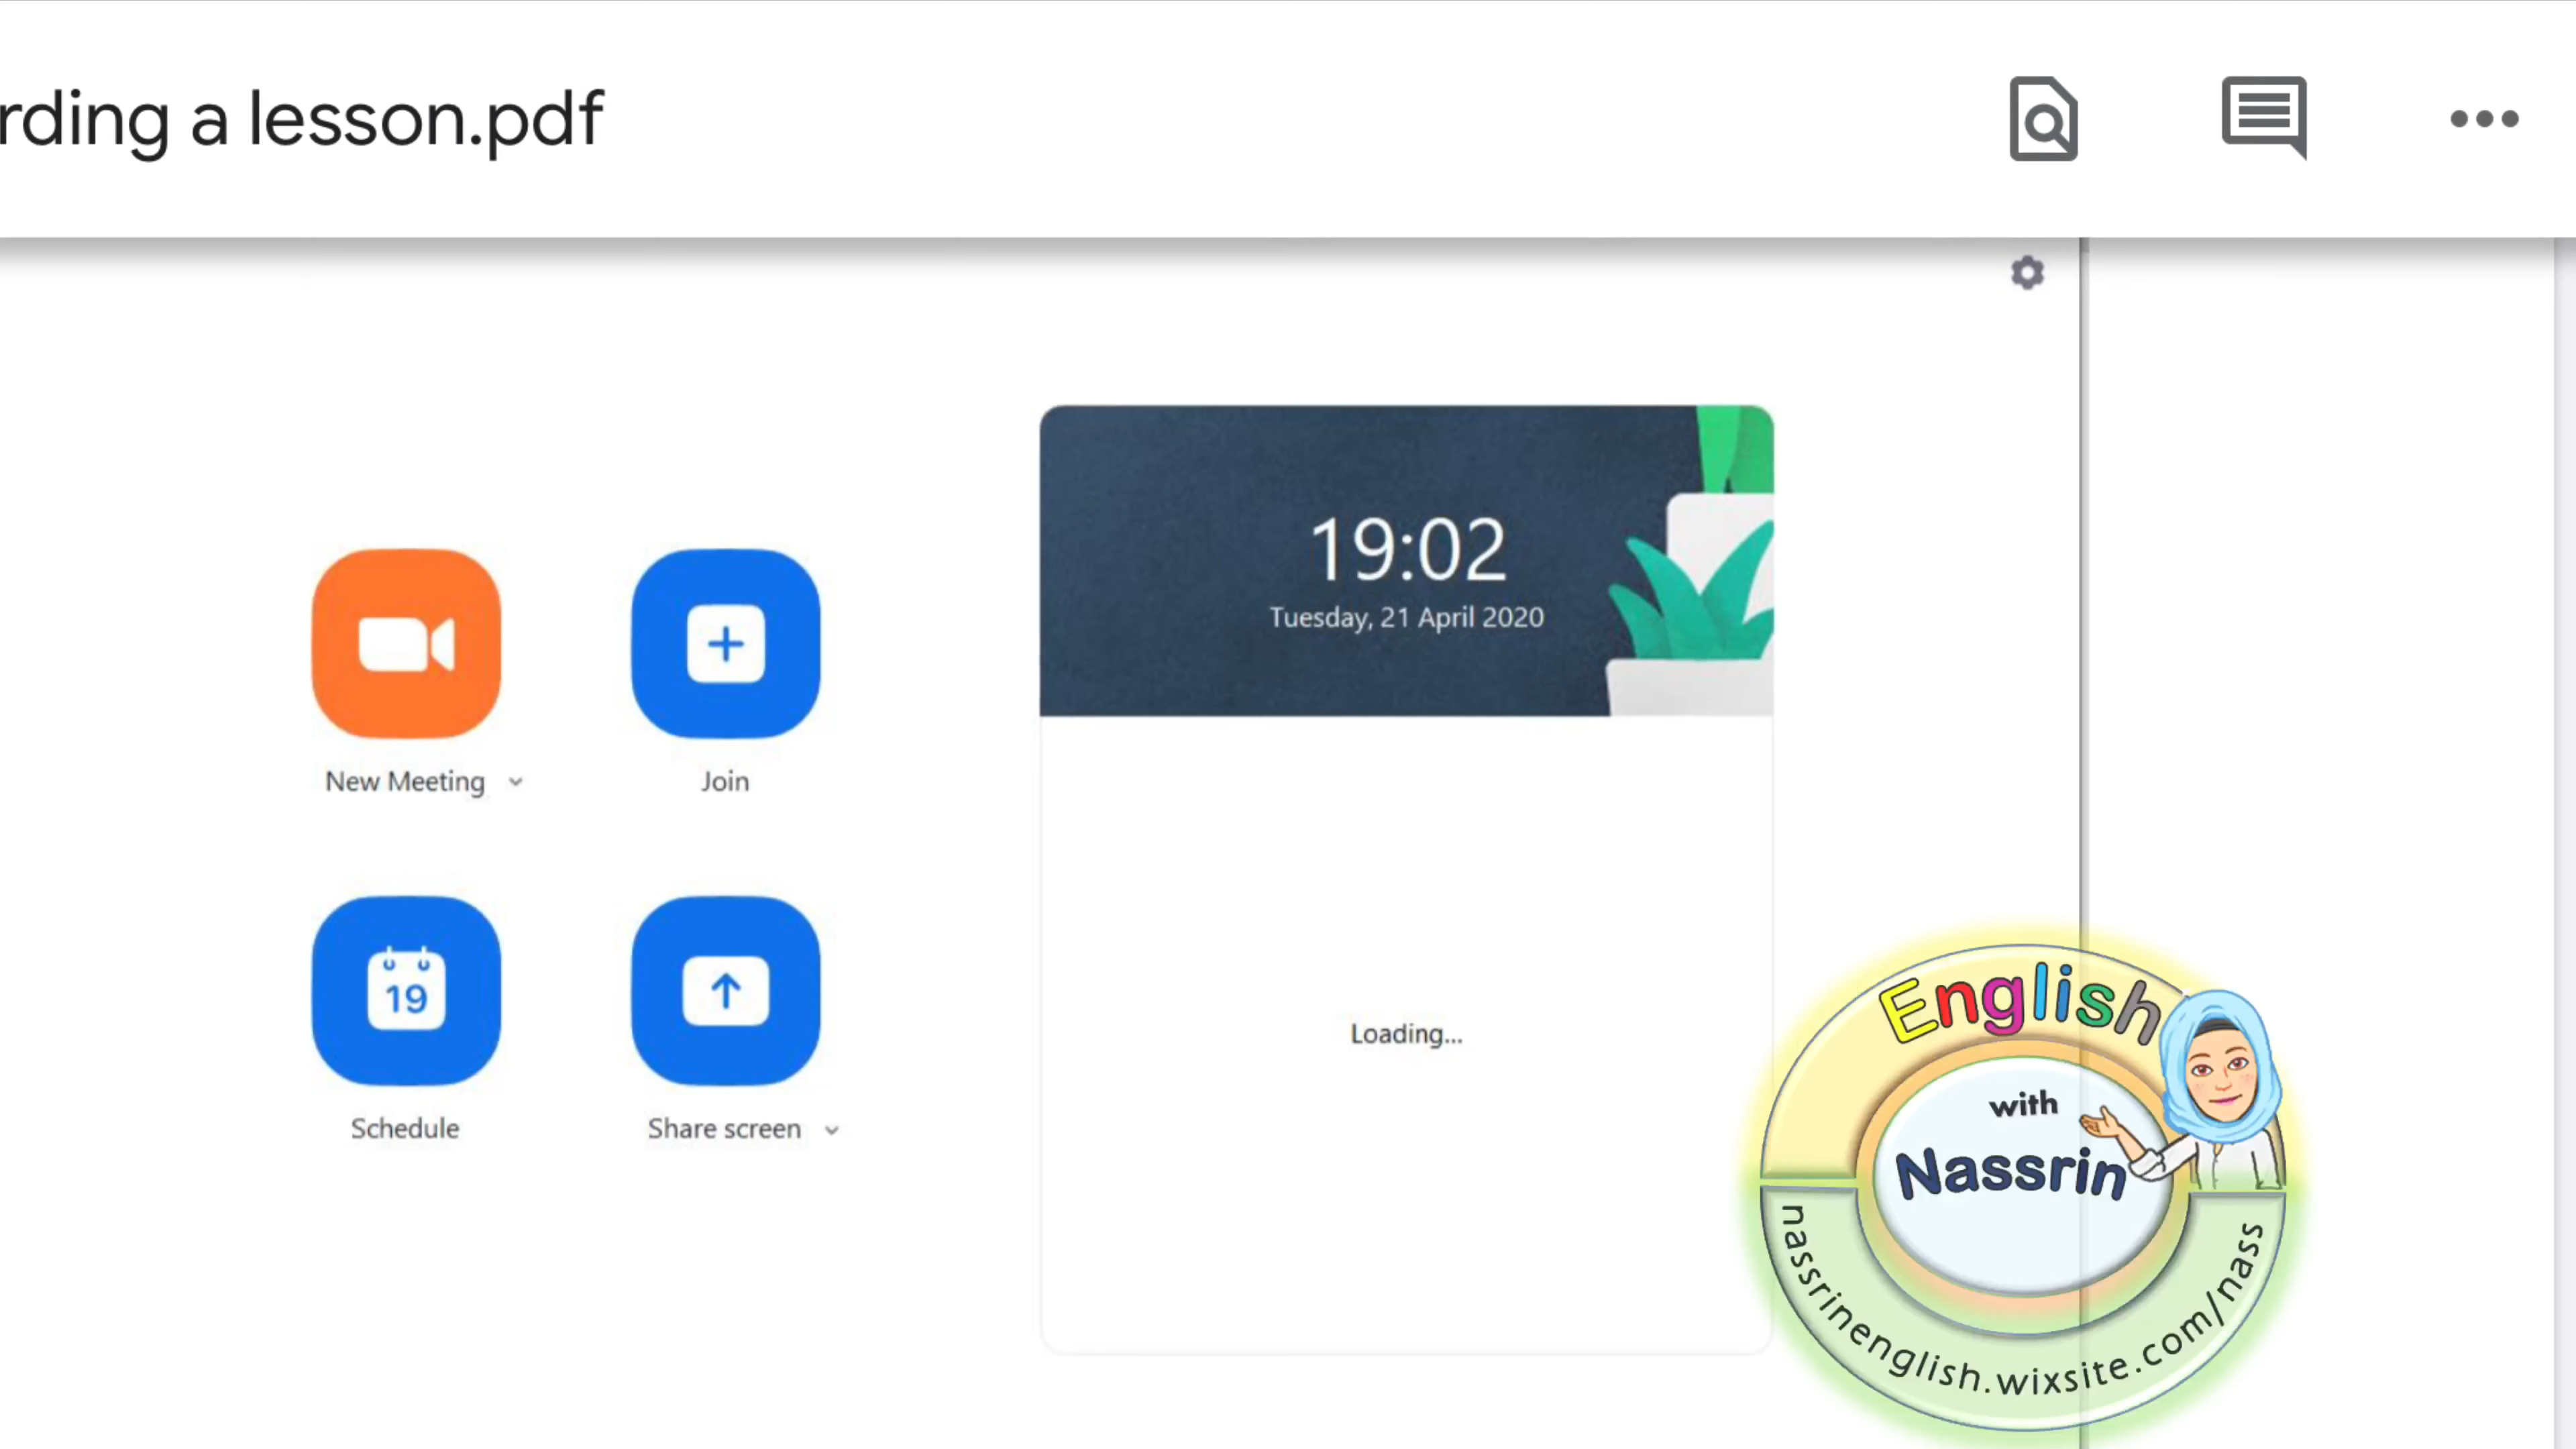 rding a lesson.pdf
19:02
Tuesday, 21 April 2020
New Meeting
Join
19
Schedule
Share screen
Loading...
English
with
Nassrin
nassrinenglish.wixsite.com/nass